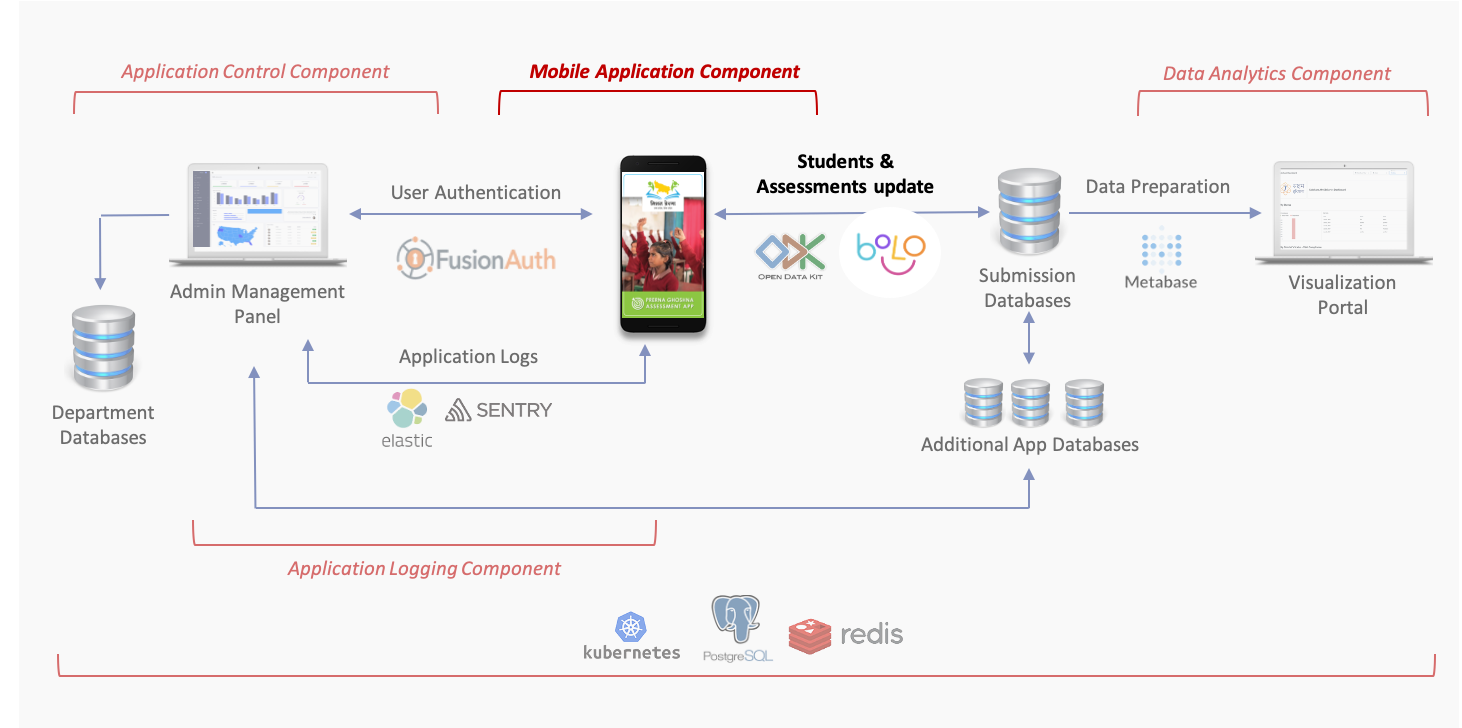 Application Control Component
Mobile Application Component
Data Analytics Component
Students &
Assessments update
User Authentication
Data Preparation
FusionAuth
OPEN DATA KIT
BOLO
PRERNA GHOSHNA
ASSESSMENT APP
Admin Management
Panel
Submission
Databases
Metabase
Visualization
Portal
Application Logs
elastic
SENTRY
Department
Databases
Additional App Databases
Application Logging Component
kubernetes
PostgreSQL
redis